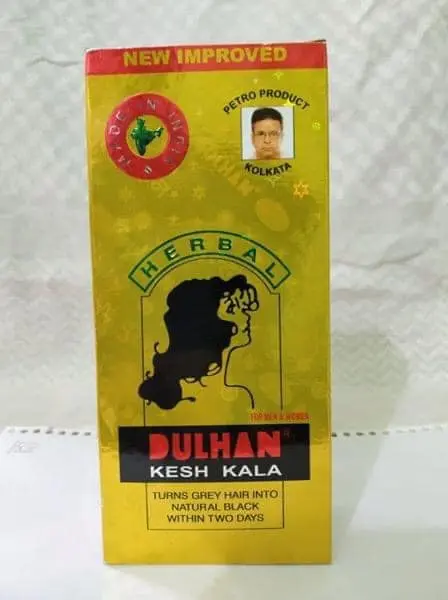 NEW IMPROVED
MADE IN INDIA
PETRO PRODUCT
KOLKATA
HERBAL
FOR MEN & WOMEN
DULHAN®
KESH KALA
TURNS GREY HAIR INTO
NATURAL BLACK
WITHIN TWO DAYS